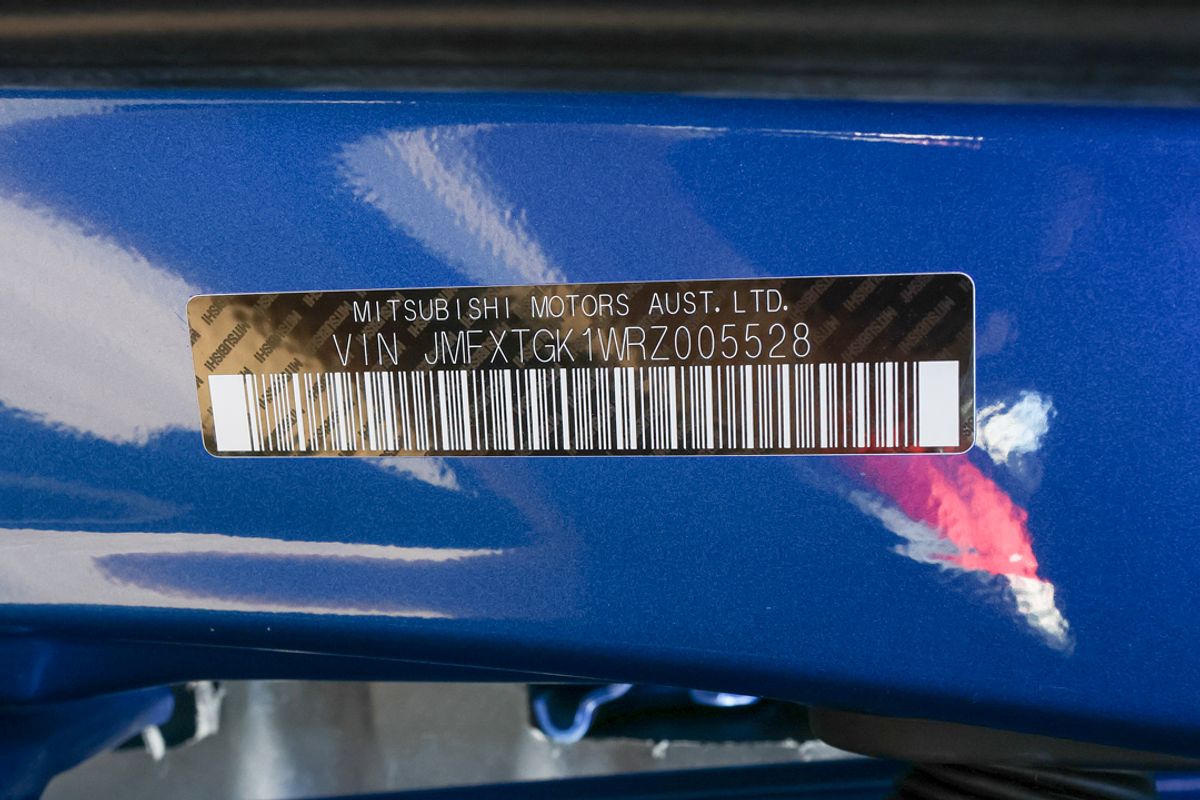 MITSUBISHI MOTORS AUST. LTD.
VIN JMFXTGK1WRZ005528